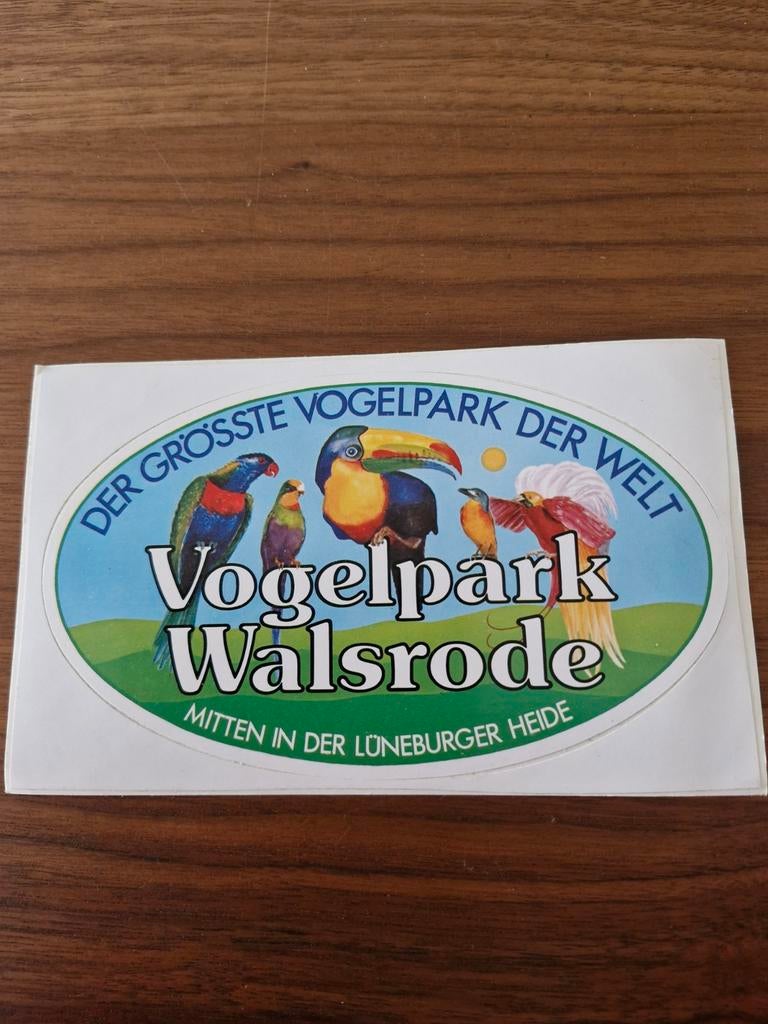 DER GRÖSSTE VOGELPARK DER WELT
Vogelpark
Walsrode
MITTEN IN DER LÜNEBURGER HEIDE